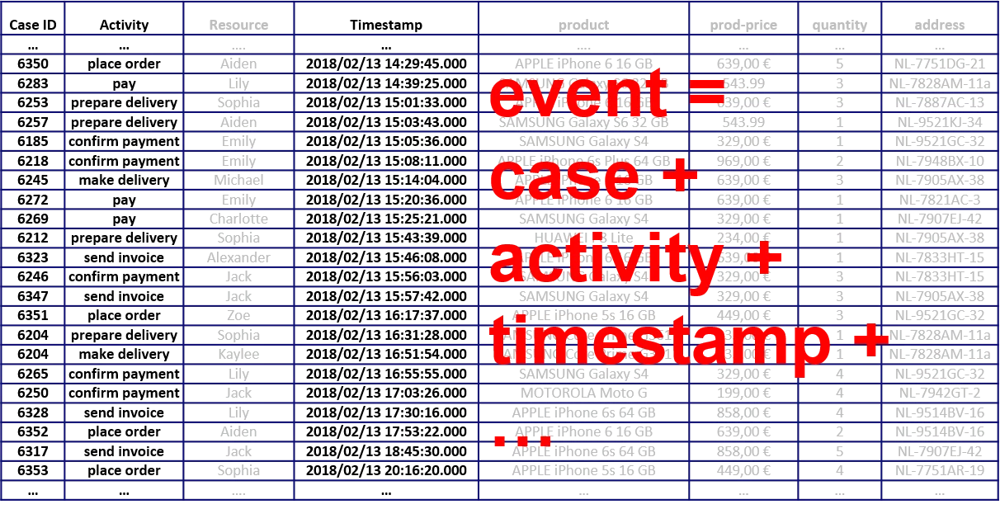 Case ID Activity Resource Timestamp product prod-price quantity address
... ... .... ... .... ... ... ...
6350 place order Aiden 2018/02/13 14:29:45.000 APPLE iPhone 6 16 GB 639,00 € 5 NL-7751DG-21
6283 pay Lily 2018/02/13 14:39:25.000 543.99 3 NL-7828AM-11a
6253 prepare delivery Sophia 2018/02/13 15:01:33.000 3 NL-7887AC-13
6257 prepare delivery Aiden 2018/02/13 15:03:43.000 SAMSUNG Galaxy S6 32 GB 543.99 1 NL-9521KJ-34
6185 confirm payment Emily 2018/02/13 15:05:36.000 SAMSUNG Galaxy S4 329,00 € 1 NL-9521GC-32
6218 confirm payment Emily 2018/02/13 15:08:11.000 APPLE iPhone 6s Plus 64 GB 969,00 € 2 NL-7948BX-10
6245 make delivery Michael 2018/02/13 15:14:04.000 639,00 € 3 NL-7905AX-38
6272 pay Emily 2018/02/13 15:20:36.000 APPLE iPhone 6 16 GB 639,00 € 1 NL-7821AC-3
6269 pay Charlotte 2018/02/13 15:25:21.000 SAMSUNG Galaxy S4 329,00 € 1 NL-7907EJ-42
6212 prepare delivery Sophia 2018/02/13 15:43:39.000 HUAWEI Lite 234,00 € 1 NL-7905AX-38
6323 send invoice Alexander 2018/02/13 15:46:08.000 1 NL-7833HT-15
6246 confirm payment Jack 2018/02/13 15:56:03.000 SAMSUNG Galaxy S4 329,00 € 3 NL-7833HT-15
6347 send invoice Jack 2018/02/13 15:57:42.000 SAMSUNG Galaxy S4 329,00 € 3 NL-7905AX-38
6351 place order Zoe 2018/02/13 16:17:37.000 APPLE iPhone 5s 16 GB 449,00 € 3 NL-9521GC-32
6204 prepare delivery Sophia 2018/02/13 16:31:28.000 1 NL-7828AM-11a
6204 make delivery Kaylee 2018/02/13 16:51:54.000 1 NL-7828AM-11a
6265 confirm payment Lily 2018/02/13 16:55:55.000 SAMSUNG Galaxy S4 329,00 € 4 NL-9521GC-32
6250 confirm payment Jack 2018/02/13 17:03:26.000 MOTOROLA Moto G 199,00 € 4 NL-7942GT-2
6328 send invoice Lily 2018/02/13 17:30:16.000 APPLE iPhone 6s 64 GB 858,00 € 4 NL-9514BV-16
6352 place order Aiden 2018/02/13 17:53:22.000 APPLE iPhone 6 16 GB 639,00 € 2 NL-9514BV-16
6317 send invoice Jack 2018/02/13 18:45:30.000 APPLE iPhone 6s 64 GB 858,00 € 5 NL-7907EJ-42
6353 place order Sophia 2018/02/13 20:16:20.000 APPLE iPhone 5s 16 GB 449,00 € 4 NL-7751AR-19
... ... .... ... ... ... ... ...
event =
case +
activity +
timestamp +
...